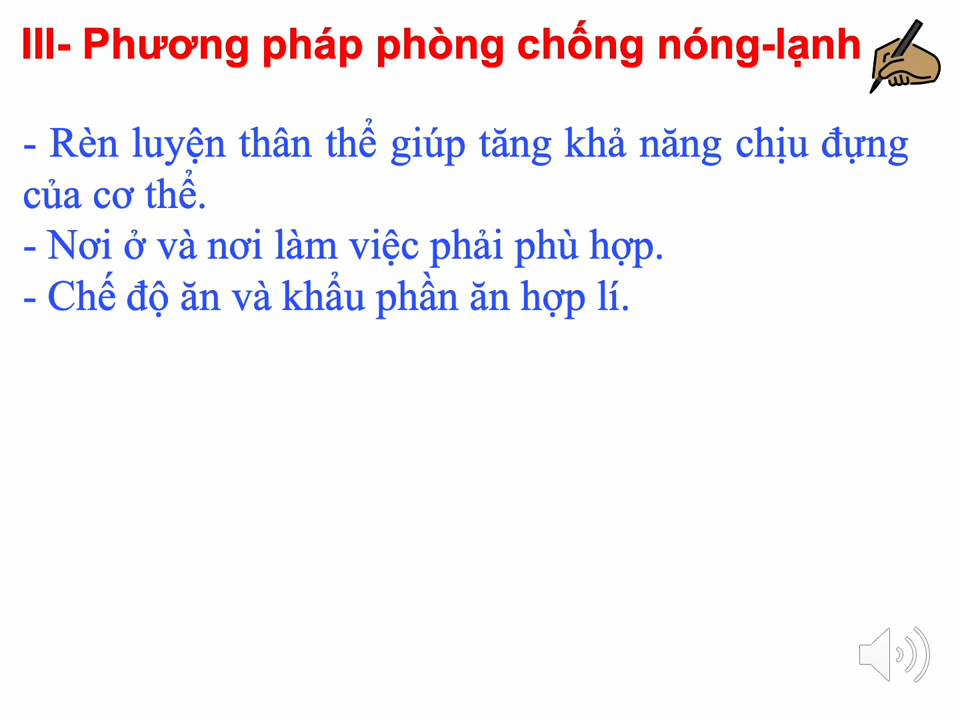 III- Phương pháp phòng chống nóng-lạnh
- Rèn luyện thân thể giúp tăng khả năng chịu đựng
của cơ thể.
- Nơi ở và nơi làm việc phải phù hợp.
- Chế độ ăn và khẩu phần ăn hợp lí.